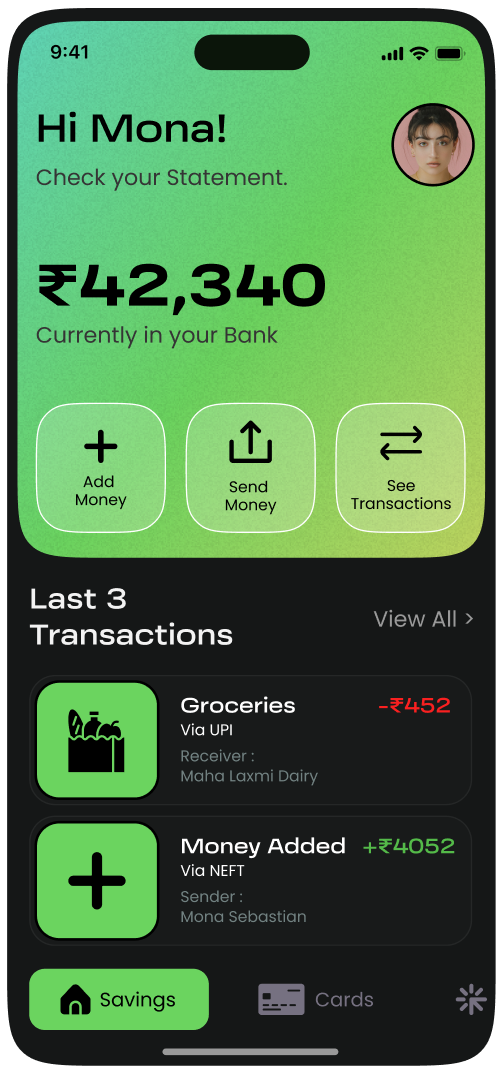 9:41
Hi Mona!
Check your Statement.
₹42,340
Currently in your Bank
Add
Money
Send
Money
See
Transactions
Last 3
Transactions
View All >
Groceries
-₹452
Via UPI
Receiver :
Maha Laxmi Dairy
Money Added
+₹4052
Via NEFT
Sender :
Mona Sebastian
Savings
Cards